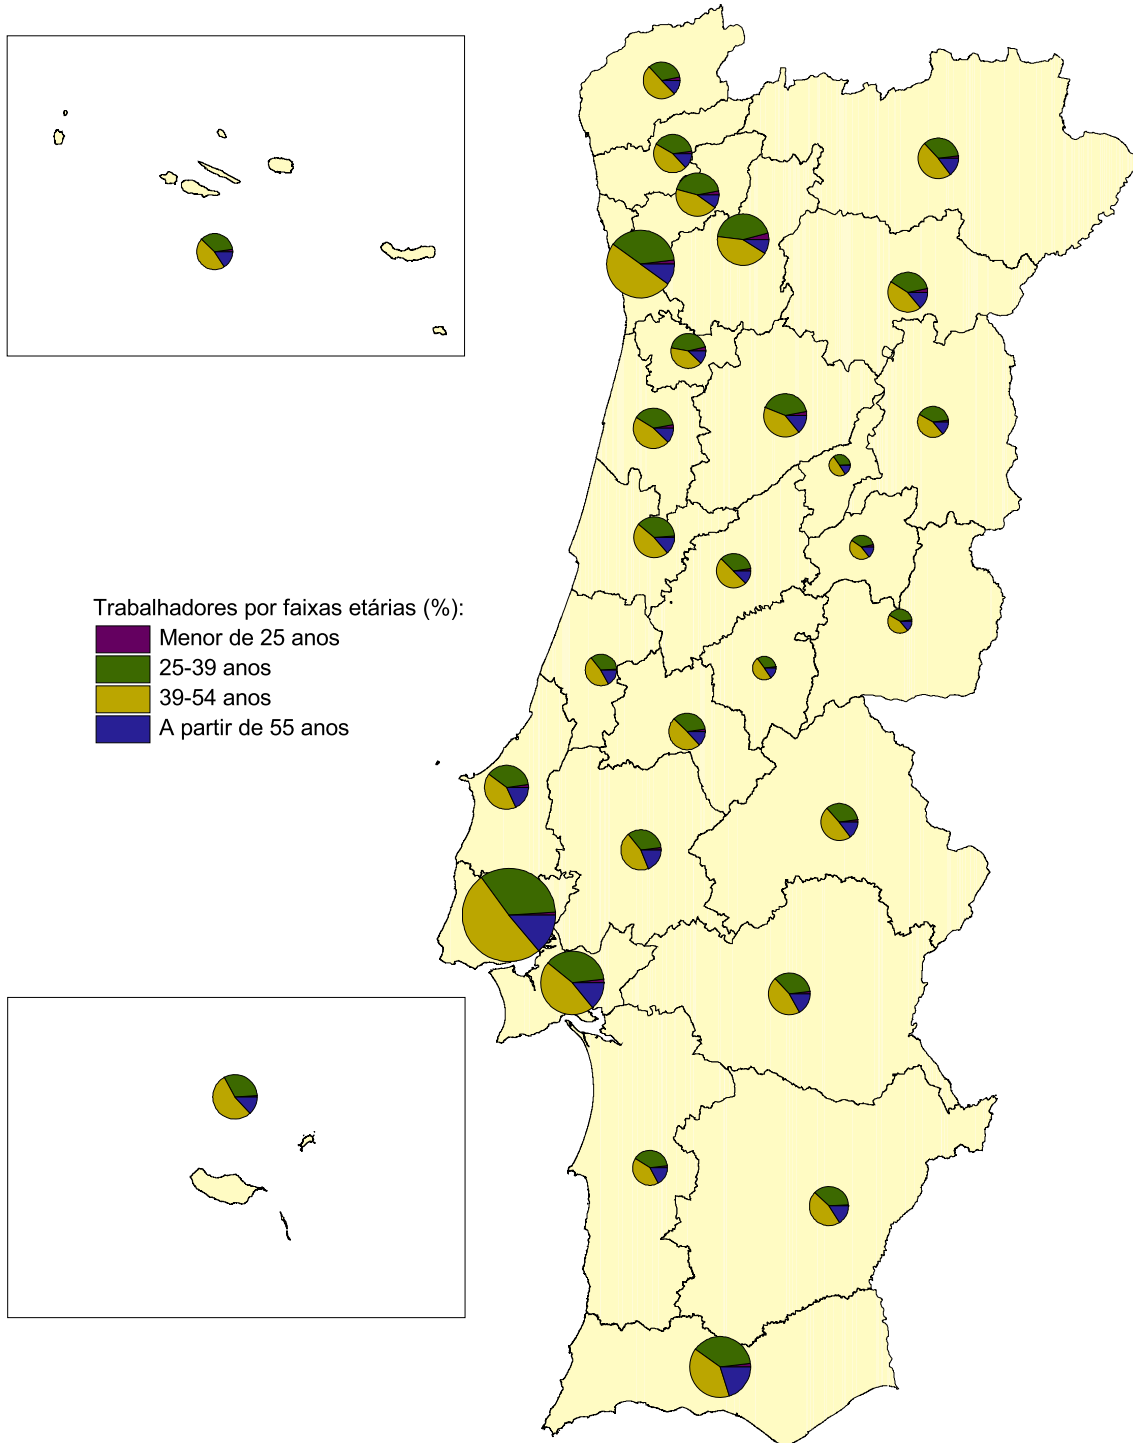 Trabalhadores por faixas etárias (%):
Menor de 25 anos
25-39 anos
39-54 anos
A partir de 55 anos